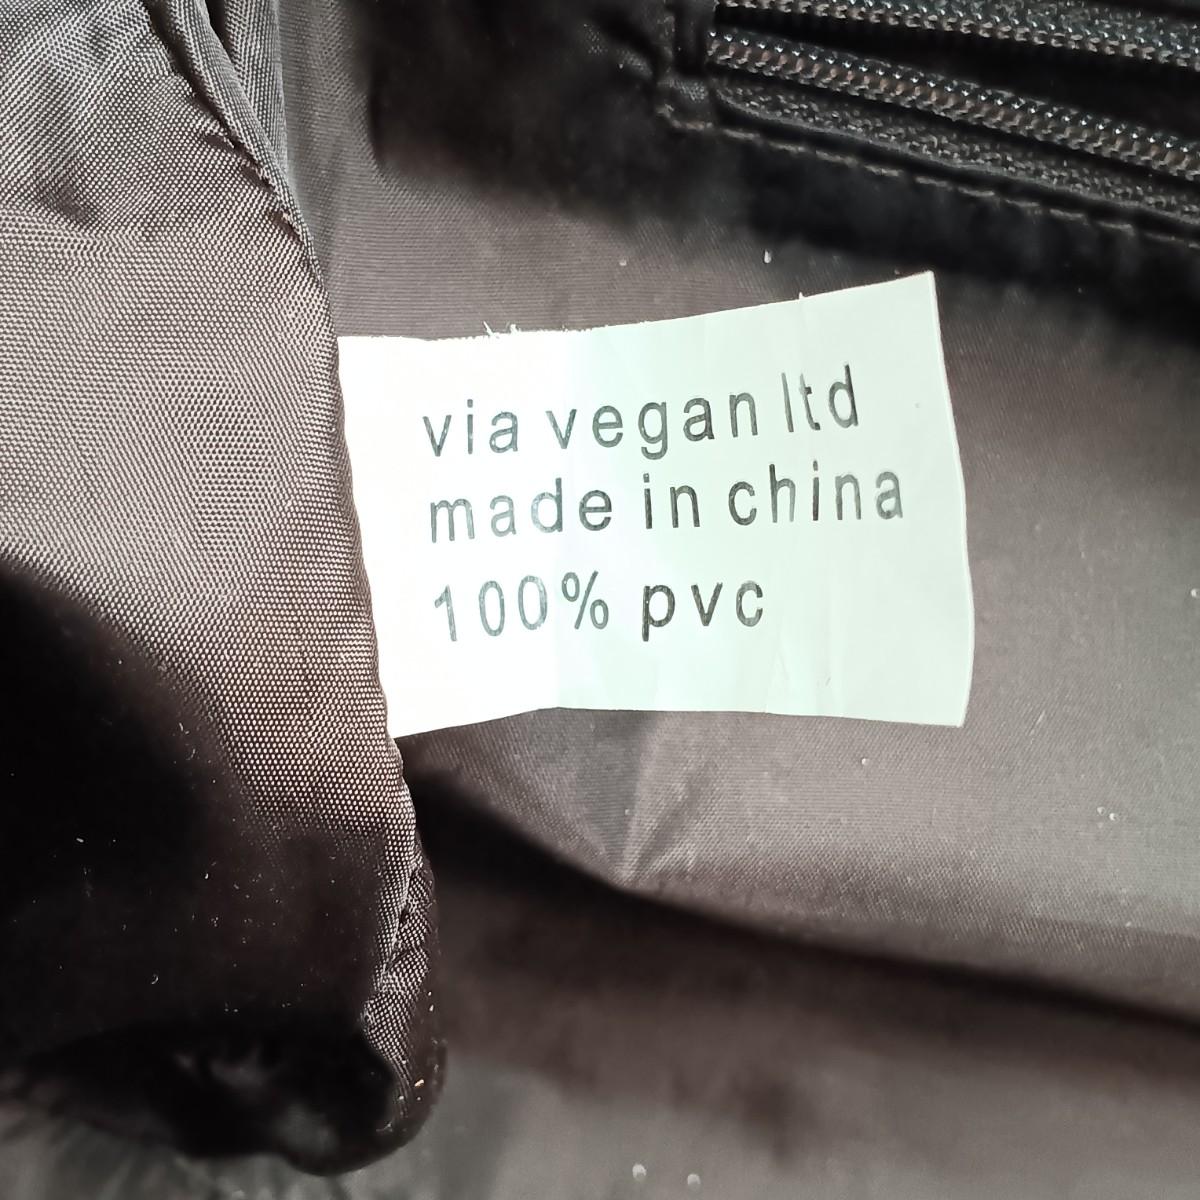 via vegan ltd
made in china
100% pvc